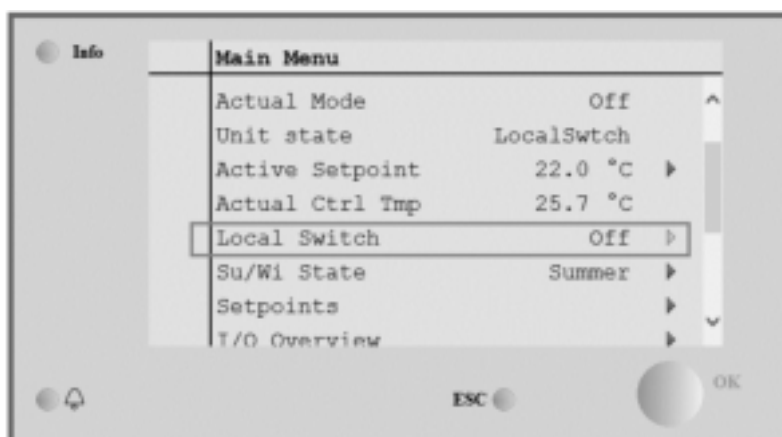 Info
Main Menu
Actual Mode Off
Unit state LocalSwtch
Active Setpoint 22.0 °C
Actual Ctrl Tmp 25.7 °C
Local Switch Off
Su/Wi State Summer
Setpoints
I/O Overview
ESC
OK